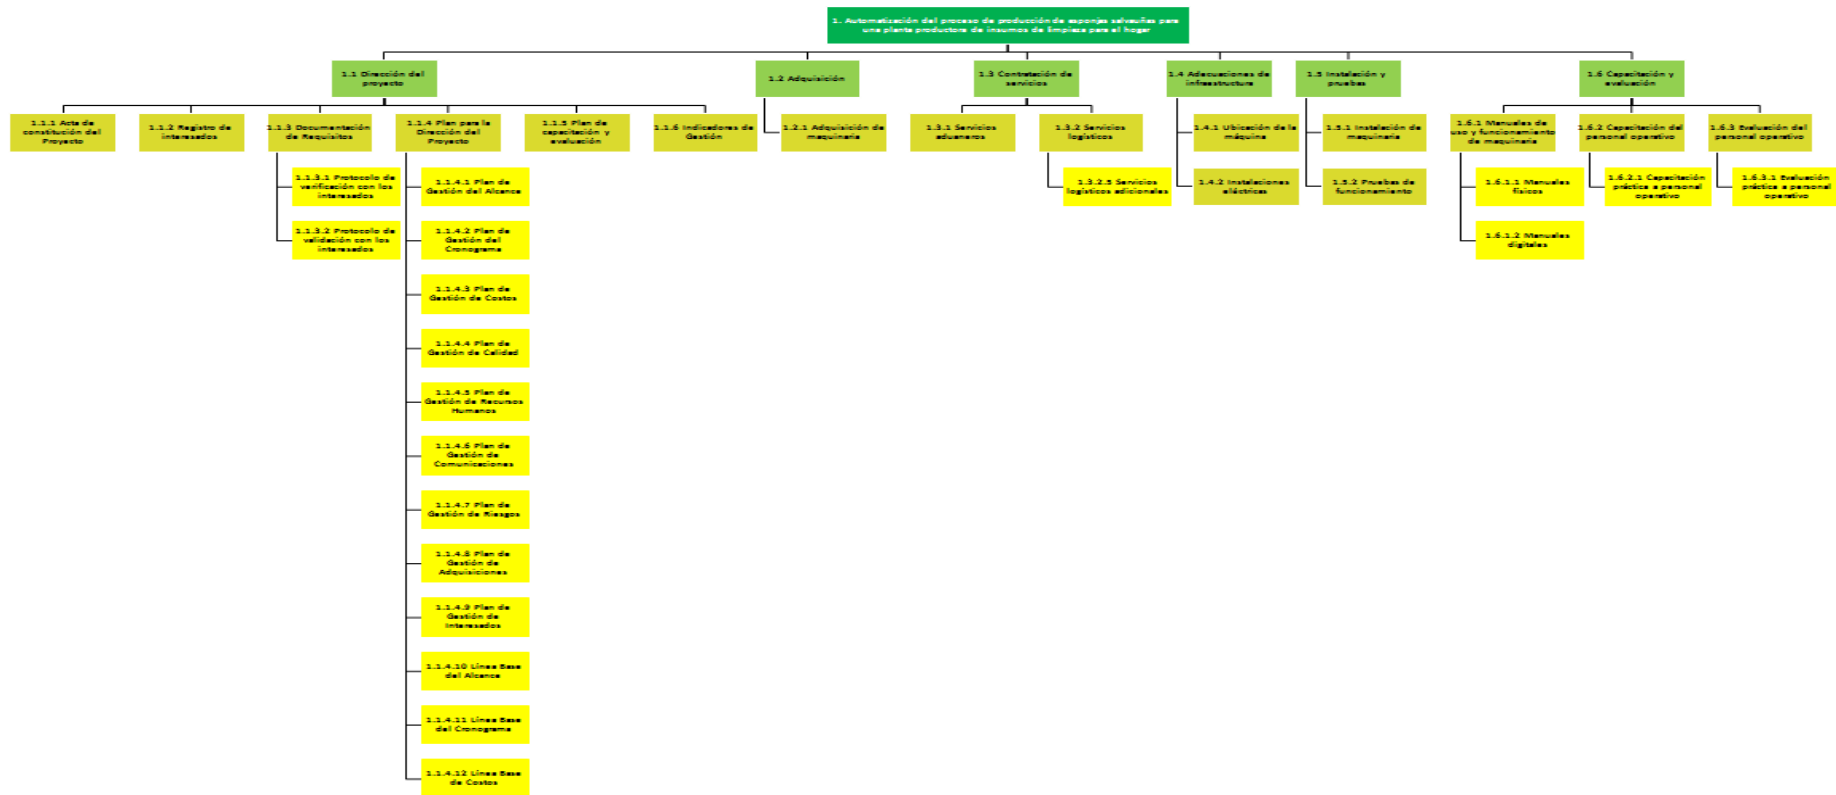 1. Automatización del proceso de producción de esponjas salvauñas para
una planta productora de insumos de limpieza para el hogar
1.1 Dirección del
proyecto
1.2 Adquisición
1.3 Contratación de
servicios
1.4 Adecuaciones de
infraestructura
1.5 Instalación y
pruebas
1.6 Capacitación y
evaluación
1.1.1 Acta de
constitución del
Proyecto
1.1.2 Registro de
interesados
1.1.3 Documentación
de Requisitos
1.1.4 Plan para la
Dirección del
Proyecto
1.1.5 Plan de
capacitación y
evaluación
1.1.6 Indicadores de
Gestión
1.2.1 Adquisición de
maquinaria
1.3.1 Servicios
aduaneros
1.3.2 Servicios
logísticos
1.4.1 Ubicación de la
máquina
1.5.1 Instalación de
maquinaria
1.6.1 Manuales de
uso y funcionamiento
de maquinaria
1.6.2 Capacitación del
personal operativo
1.6.3 Evaluación del
personal operativo
1.1.3.1 Protocolo de
verificación con los
interesados
1.1.4.1 Plan de
Gestión del Alcance
1.3.2.5 Servicios
logísticos adicionales
1.4.2 Instalaciones
eléctricas
1.5.2 Pruebas de
funcionamiento
1.6.1.1 Manuales
físicos
1.6.2.1 Capacitación
práctica a personal
operativo
1.6.3.1 Evaluación
práctica a personal
operativo
1.1.3.2 Protocolo de
validación con los
interesados
1.1.4.2 Plan de
Gestión del
Cronograma
1.6.1.2 Manuales
digitales
1.1.4.3 Plan de
Gestión de Costos
1.1.4.4 Plan de
Gestión de Calidad
1.1.4.5 Plan de
Gestión de Recursos
Humanos
1.1.4.6 Plan de
Gestión de
Comunicaciones
1.1.4.7 Plan de
Gestión de Riesgos
1.1.4.8 Plan de
Gestión de
Adquisiciones
1.1.4.9 Plan de
Gestión de
Interesados
1.1.4.10 Línea Base
del Alcance
1.1.4.11 Línea Base
del Cronograma
1.1.4.12 Línea Base
de Costos